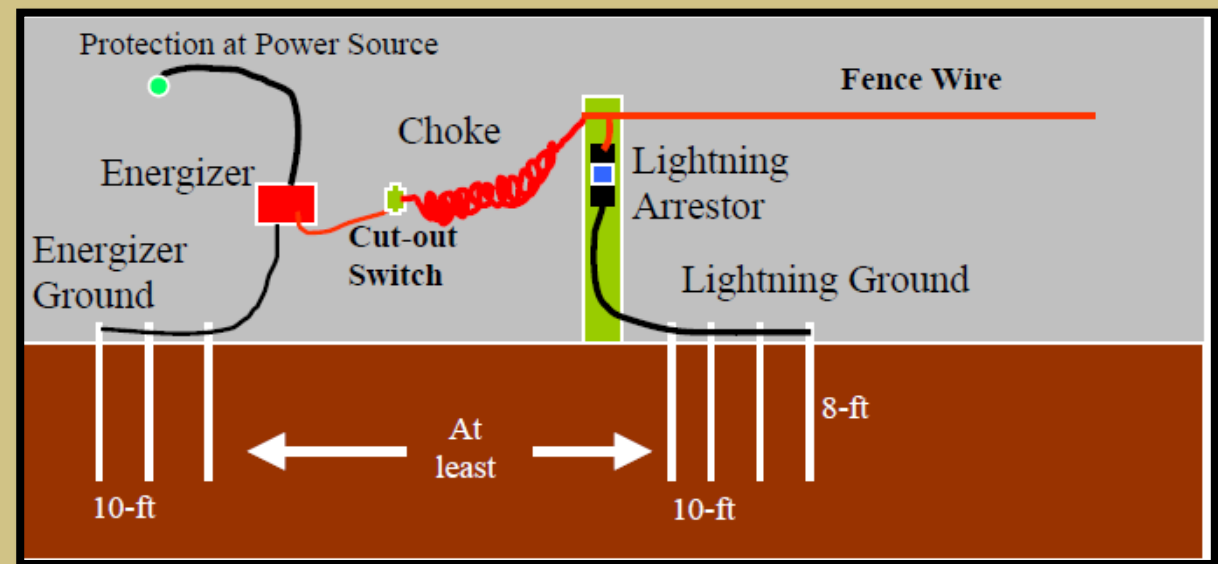 Protection at Power Source
Fence Wire
Choke
Energizer
Lightning
Arrestor
Cut-out
Switch
Energizer
Ground
Lightning Ground
8-ft
At
least
10-ft
10-ft